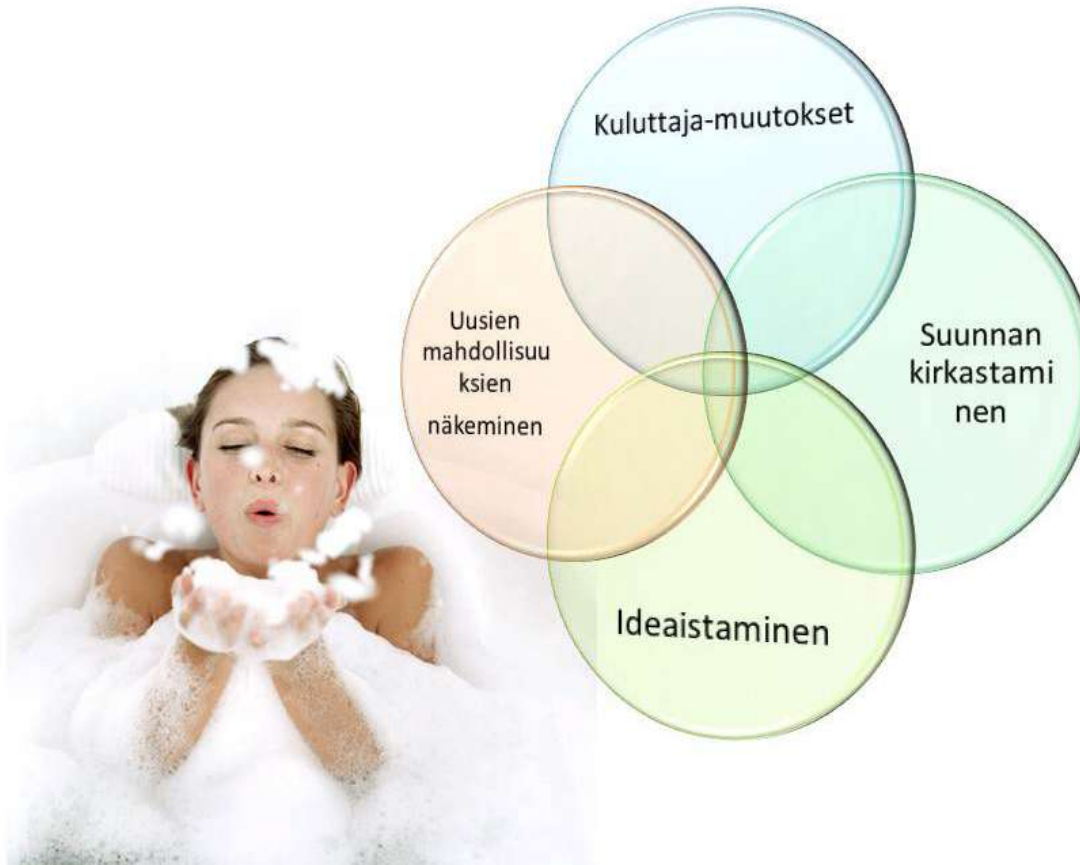 Kuluttaja-muutokset
Uusien
mahdollisuu
ksien
näkeminen
Suunnan
kirkastami
nen
Ideaistaminen